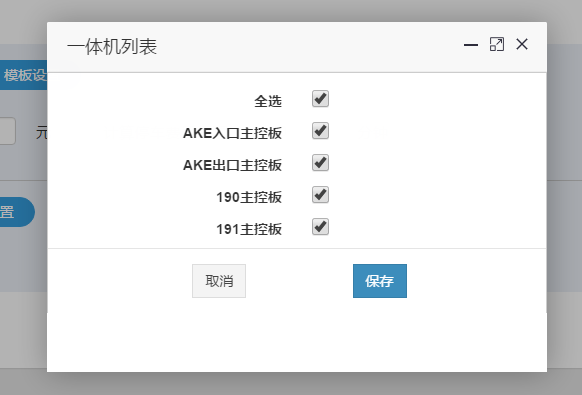 一体机列表
模板设
元
全选
AKE入口主控板
AKE出口主控板
190主控板
置
191主控板
取消
保存